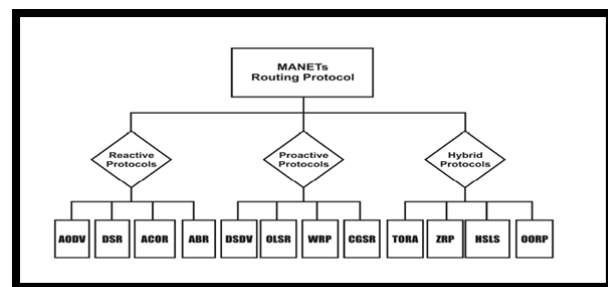 MANETs
Routing Protocol
Reactive
Protocols
Proactive
Protocols
Hybrid
Protocols
AODV DSR ACOR ABR DSDV OLSR WRP CGSR TORA ZRP HSLS OORP